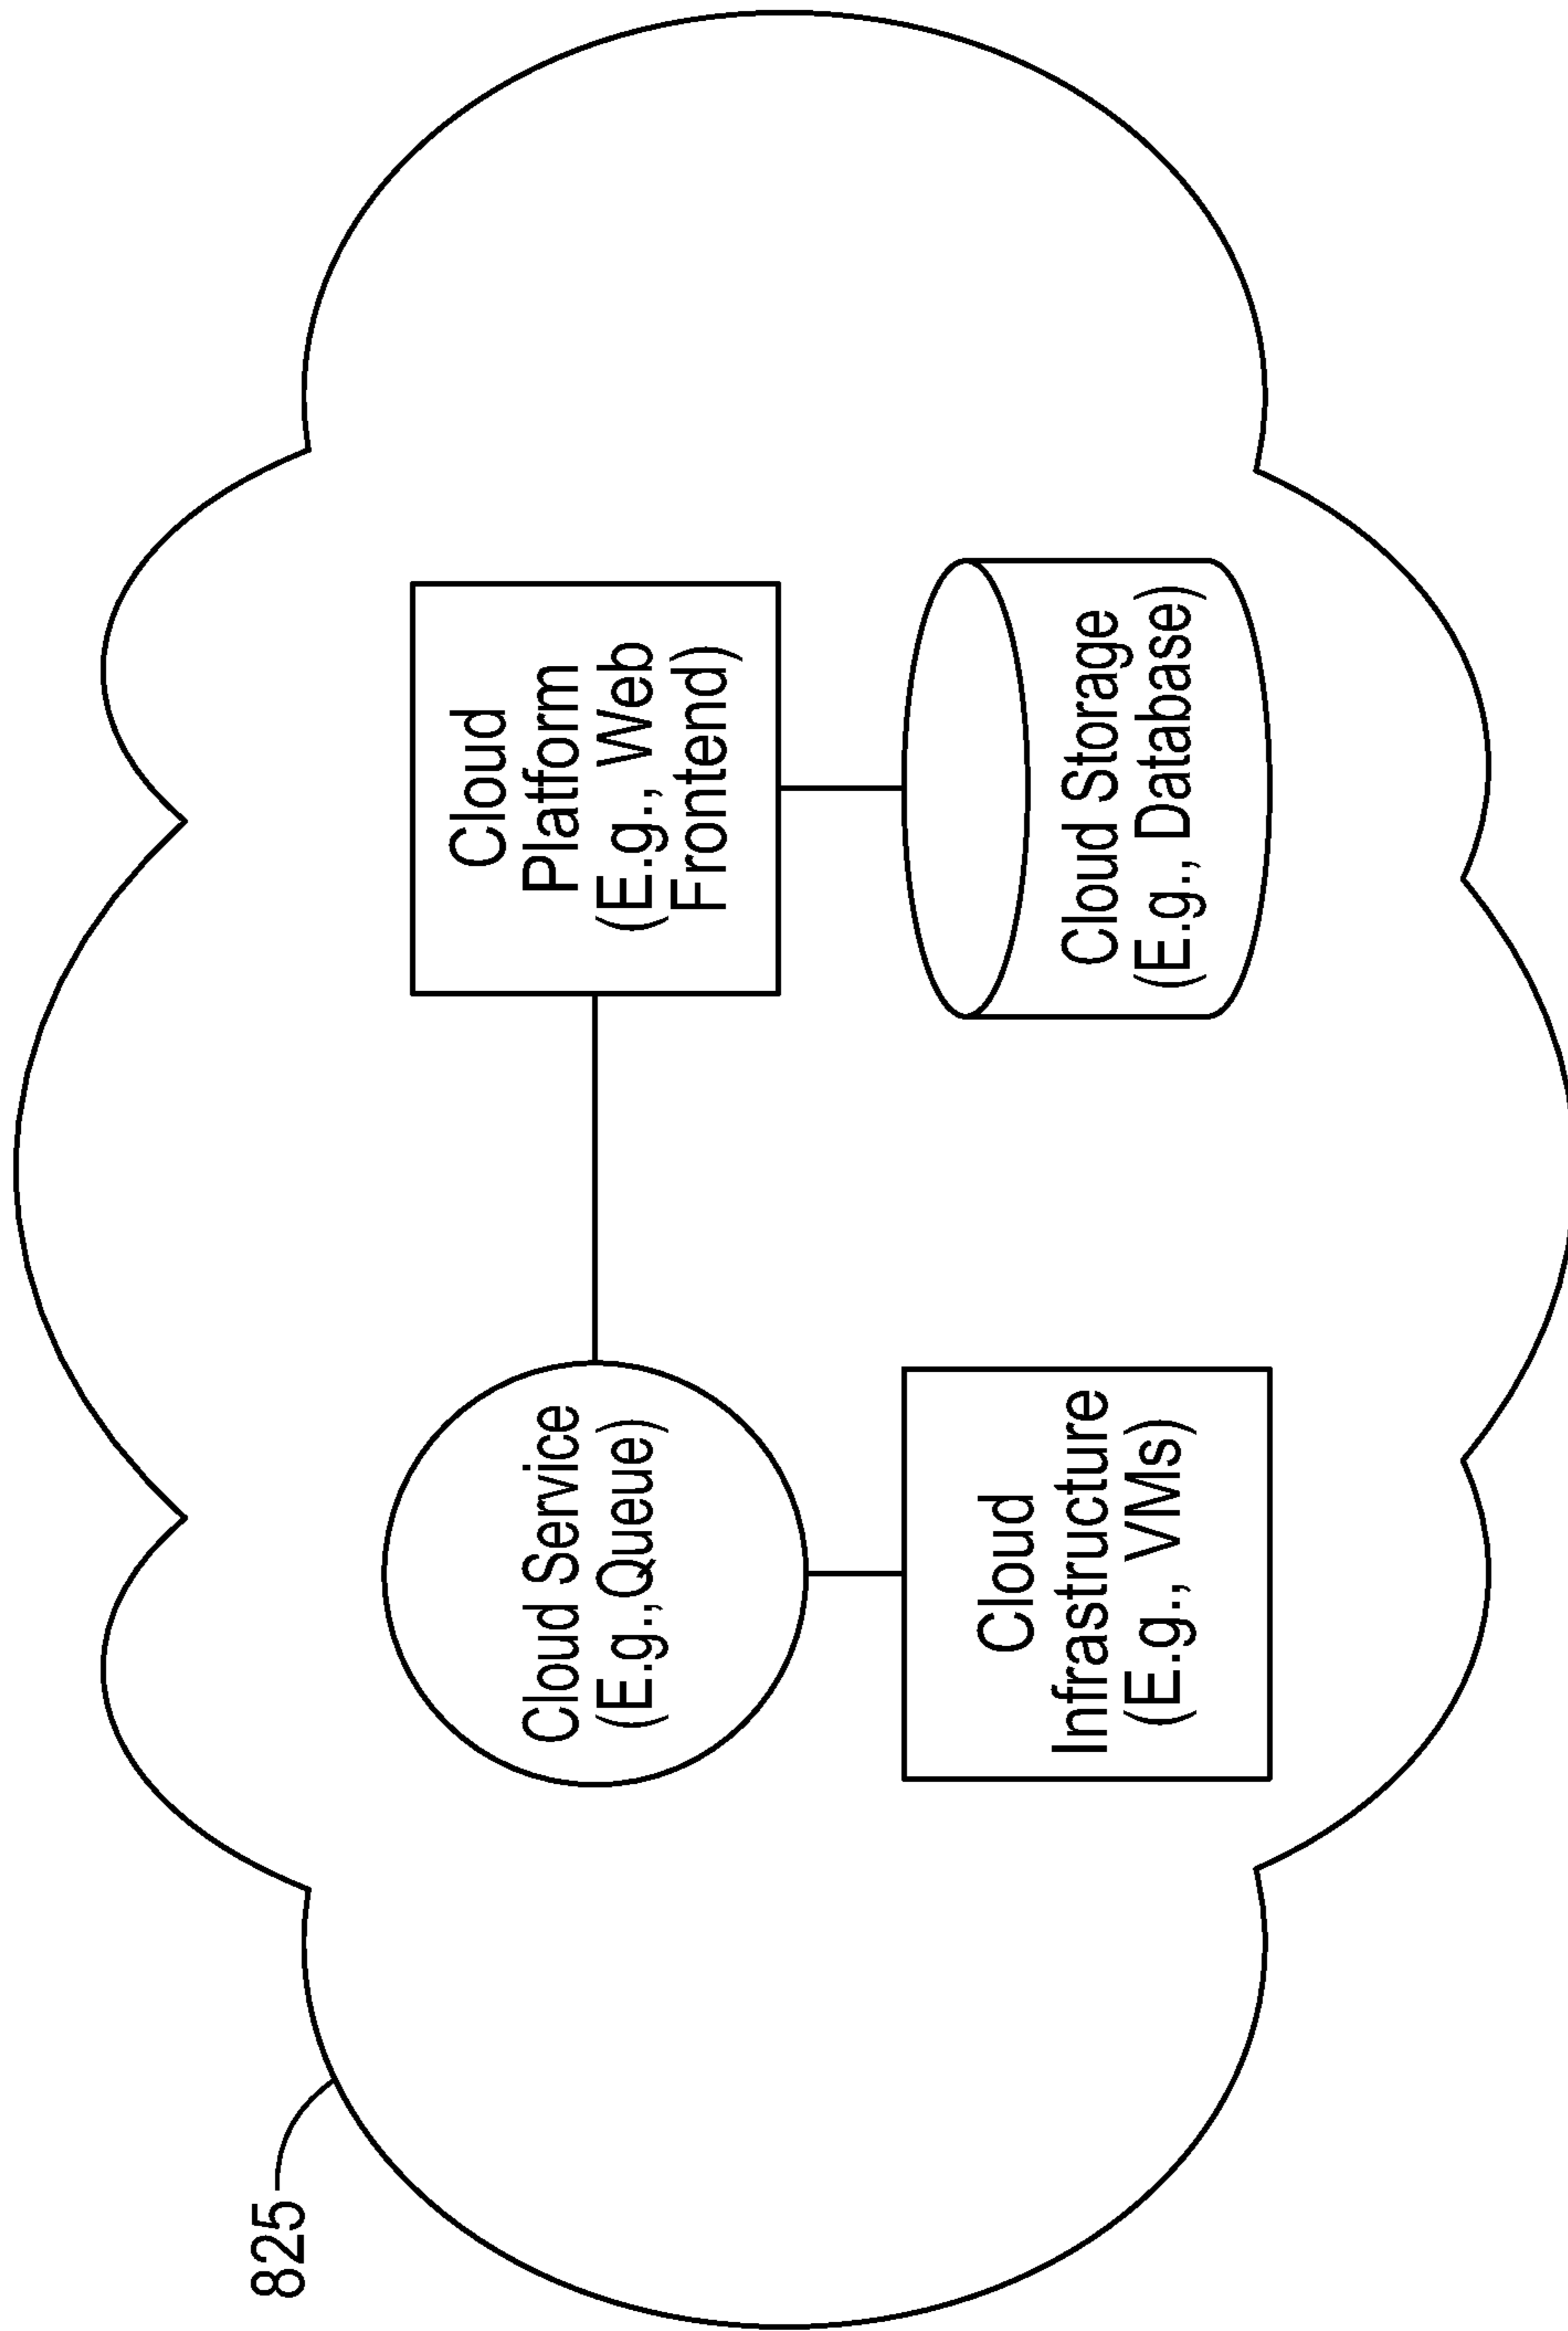 825
Cloud Service
(E.g., Queue)
Cloud
Platform
(E.g., Web
Frontend)
Cloud
Infrastructure
(E.g., VMs)
Cloud Storage
(E.g., Database)